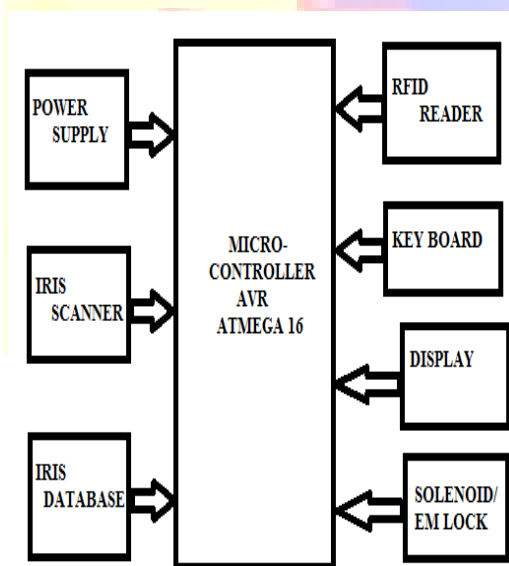 POWER
SUPPLY
IRIS
SCANNER
IRIS
DATABASE
MICRO-
CONTROLLER
AVR
ATMEGA 16
RFID
READER
KEY BOARD
DISPLAY
SOLENOID/
EM LOCK